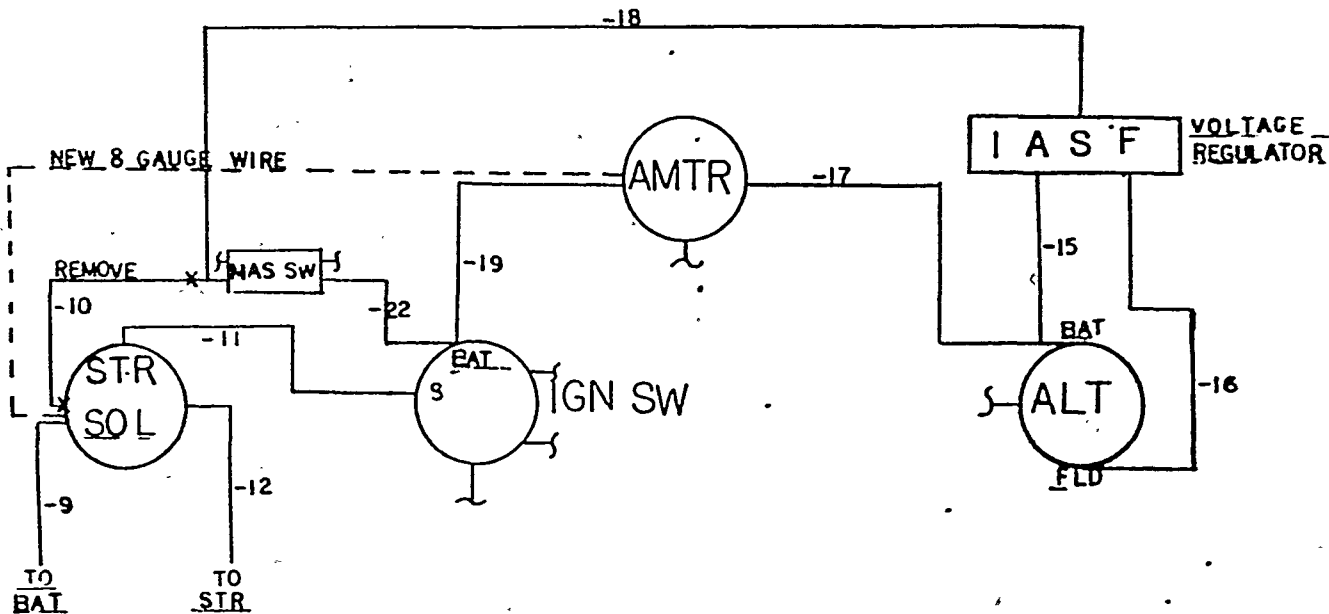 -18
I A S F
VOLTAGE
REGULATOR
NEW 8 GAUGE WIRE
AMTR
-17
-15
-19
REMOVE
MAS SW
-10
-22
-11
BAT
BAT
STR
SOL
S
IGN SW
ALT
-16
FLD
-12
-9
TO
BAT
TO
STR